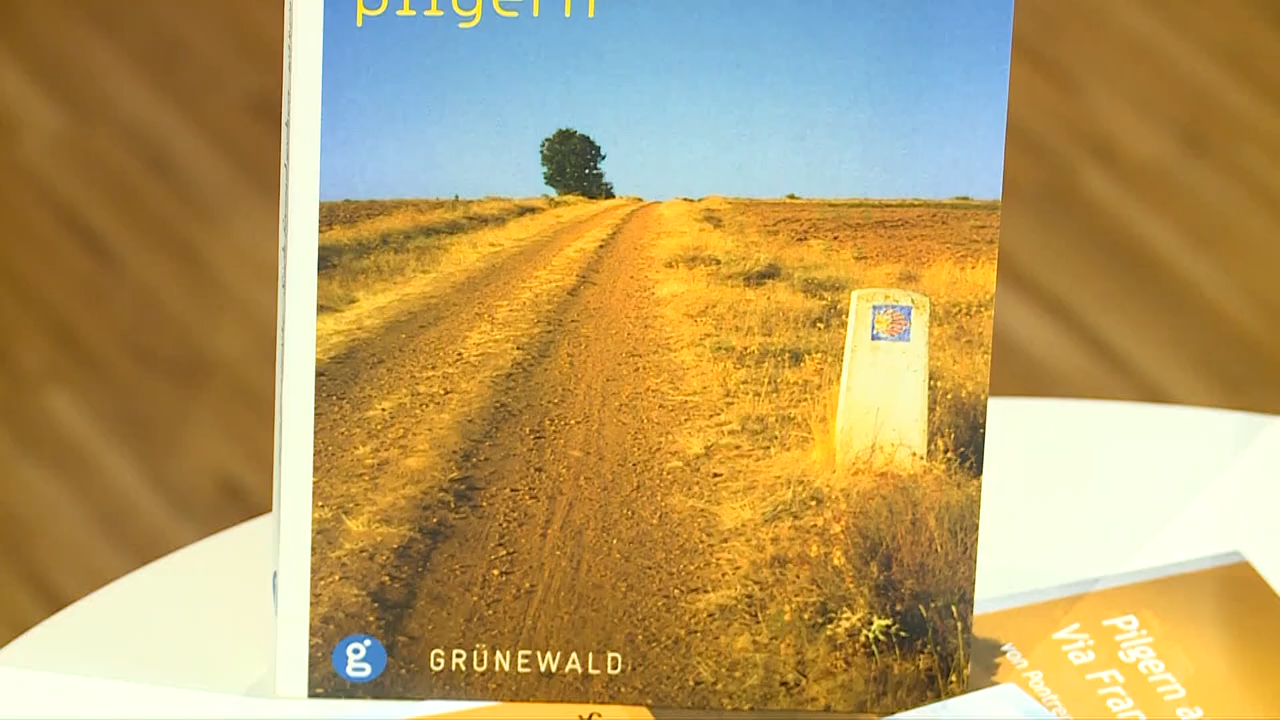 pilgern
g
GRÜNEWALD
Pilgern a
Via Fran
von Pontre